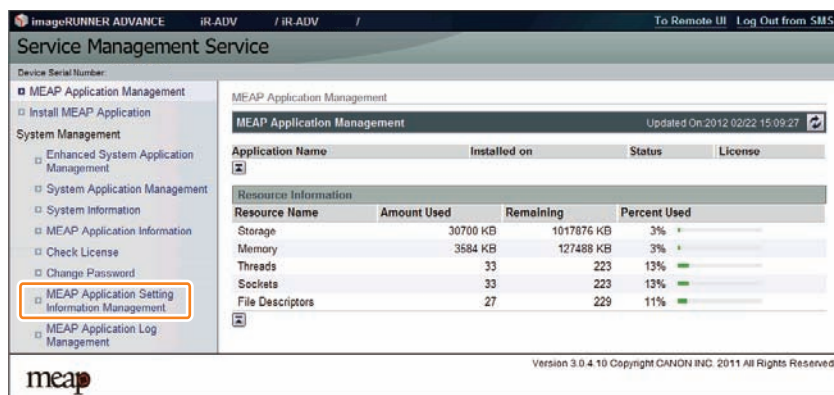 imageRUNNER ADVANCE iR-ADV / iR-ADV / To Remote UI Log Out from SMS
Service Management Service
Device Serial Number:
MEAP Application Management
Install MEAP Application
System Management
Enhanced System Application
Management
System Application Management
System Information
MEAP Application Information
Check License
Change Password
MEAP Application Setting
Information Management
MEAP Application Log
Management
MEAP Application Management
MEAP Application Management Updated On:2012 02/22 15:09:27
Application Name Installed on Status License
Resource Information
Resource Name Amount Used Remaining Percent Used
Storage 30700 KB 1017876 KB 3%
Memory 3584 KB 127488 KB 3%
Threads 33 223 13%
Sockets 33 223 13%
File Descriptors 27 229 11%
Version 3.0.4.10 Copyright CANON INC. 2011 All Rights Reserved
meap